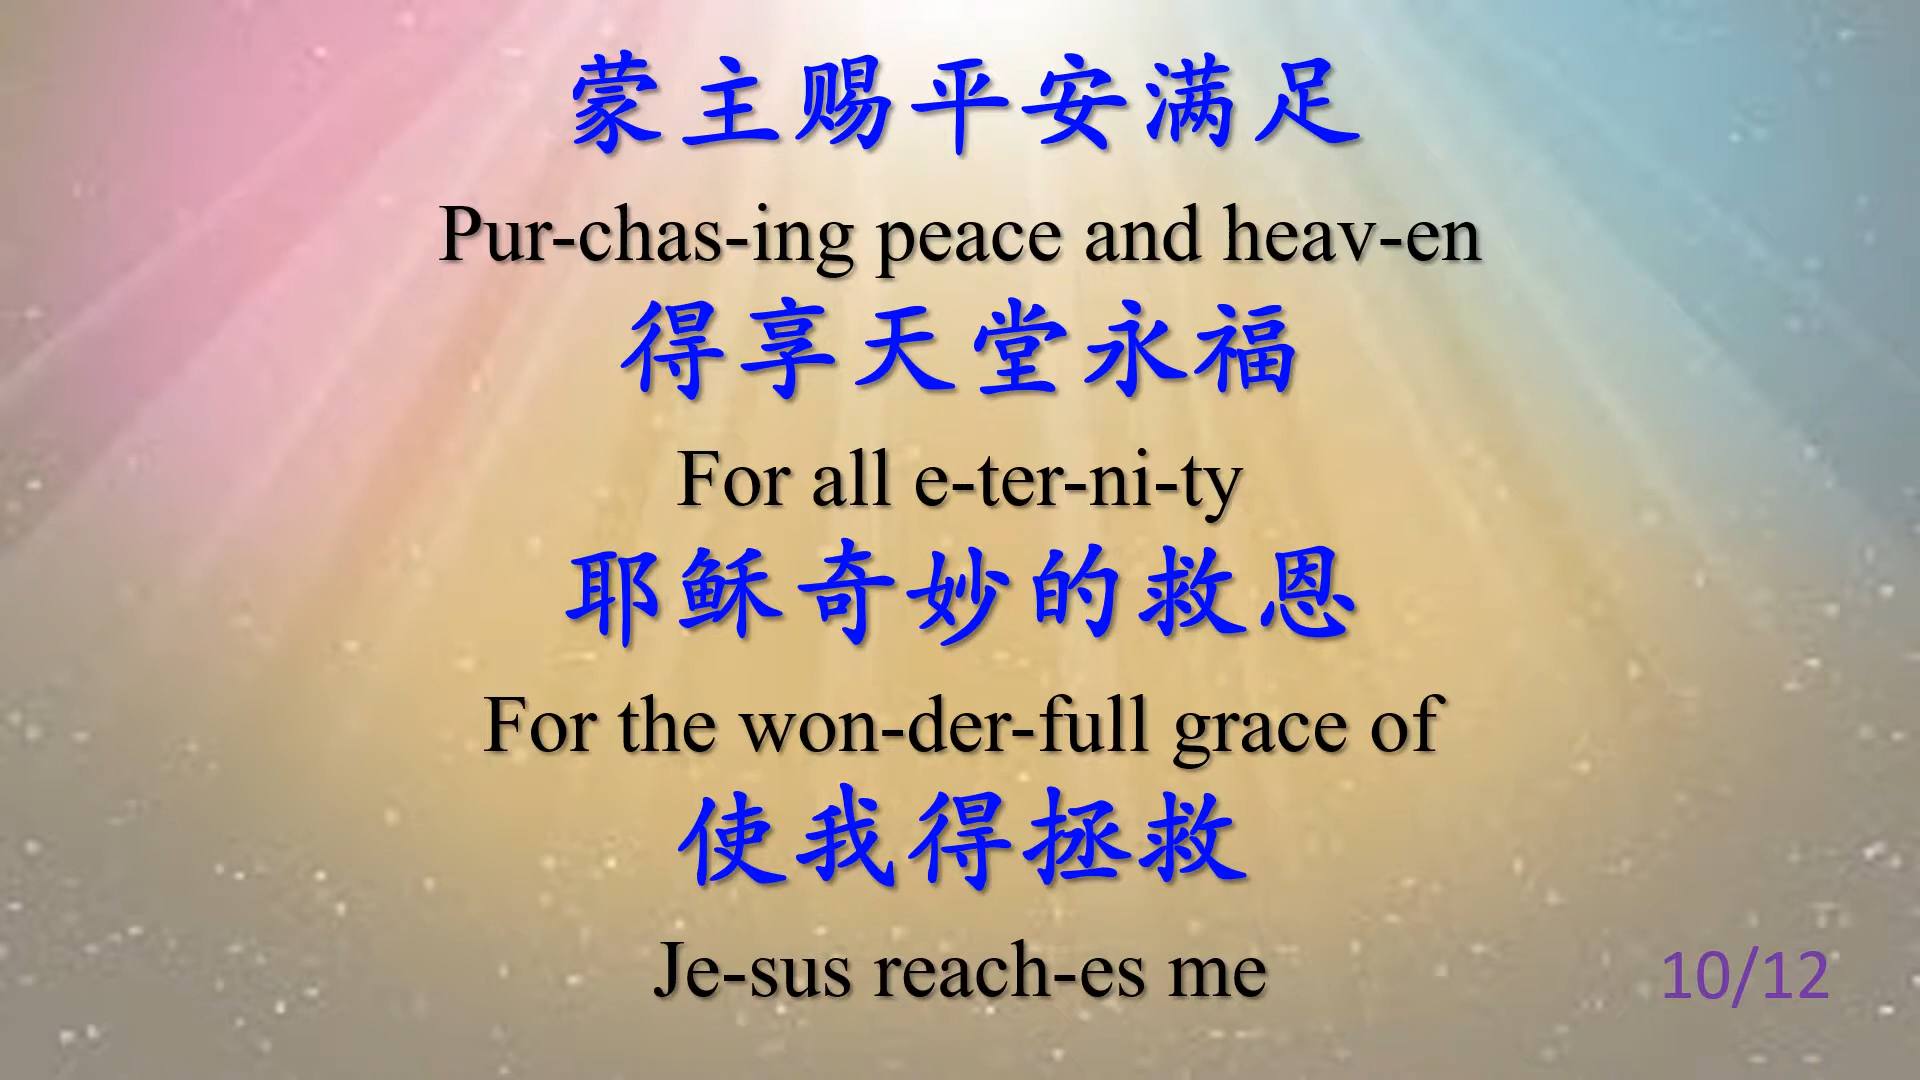 蒙主赐平安满足
Pur-chas-ing peace and heav-en
得享天堂永福
For all e-ter-ni-ty
耶稣奇妙的救恩
For the won-der-full grace of
使我得拯救
Je-sus reach-es me
10/12